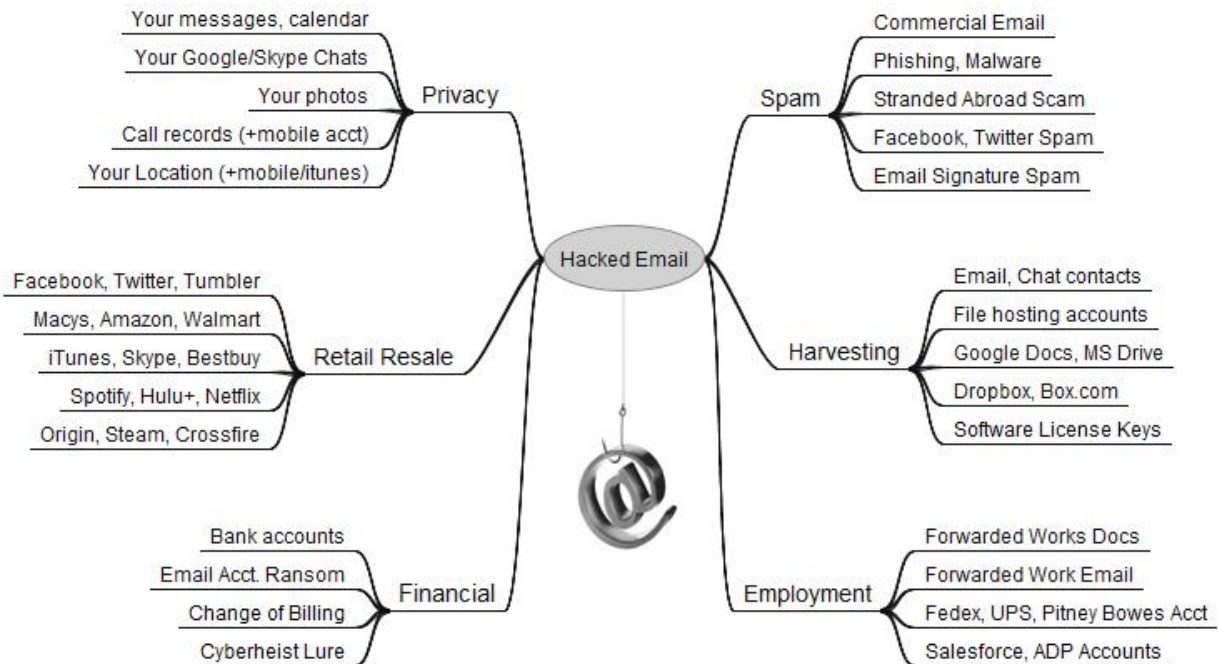 Your messages, calendar
Your Google/Skype Chats
Your photos
Call records (+mobile acct)
Your Location (+mobile/itunes)
Privacy
Facebook, Twitter, Tumbler
Macys, Amazon, Walmart
iTunes, Skype, Bestbuy
Spotify, Hulu+, Netflix
Origin, Steam, Crossfire
Retail Resale
Bank accounts
Email Acct. Ransom
Change of Billing
Cyberheist Lure
Financial
Hacked Email
@
Spam
Commercial Email
Phishing, Malware
Stranded Abroad Scam
Facebook, Twitter Spam
Email Signature Spam
Harvesting
Email, Chat contacts
File hosting accounts
Google Docs, MS Drive
Dropbox, Box.com
Software License Keys
Employment
Forwarded Works Docs
Forwarded Work Email
Fedex, UPS, Pitney Bowes Acct
Salesforce, ADP Accounts